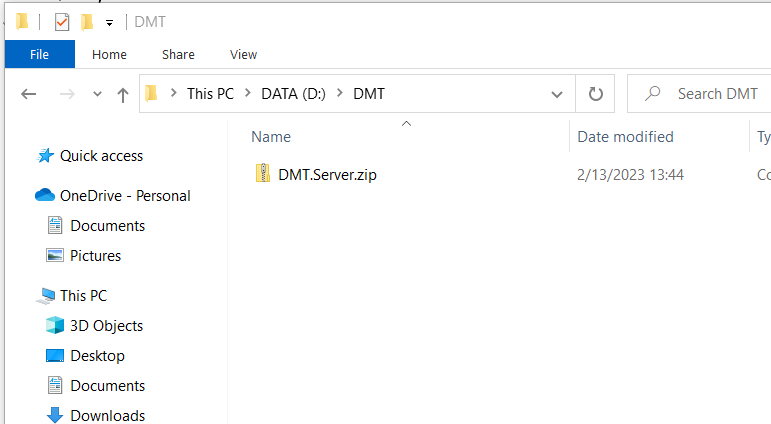 DMT
File Home Share View
This PC DATA (D:) DMT Search DMT
Name Date modified Ty
Quick access
DMT.Server.zip 2/13/2023 13:44 Co
OneDrive - Personal
Documents
Pictures
This PC
3D Objects
Desktop
Documents
Downloads